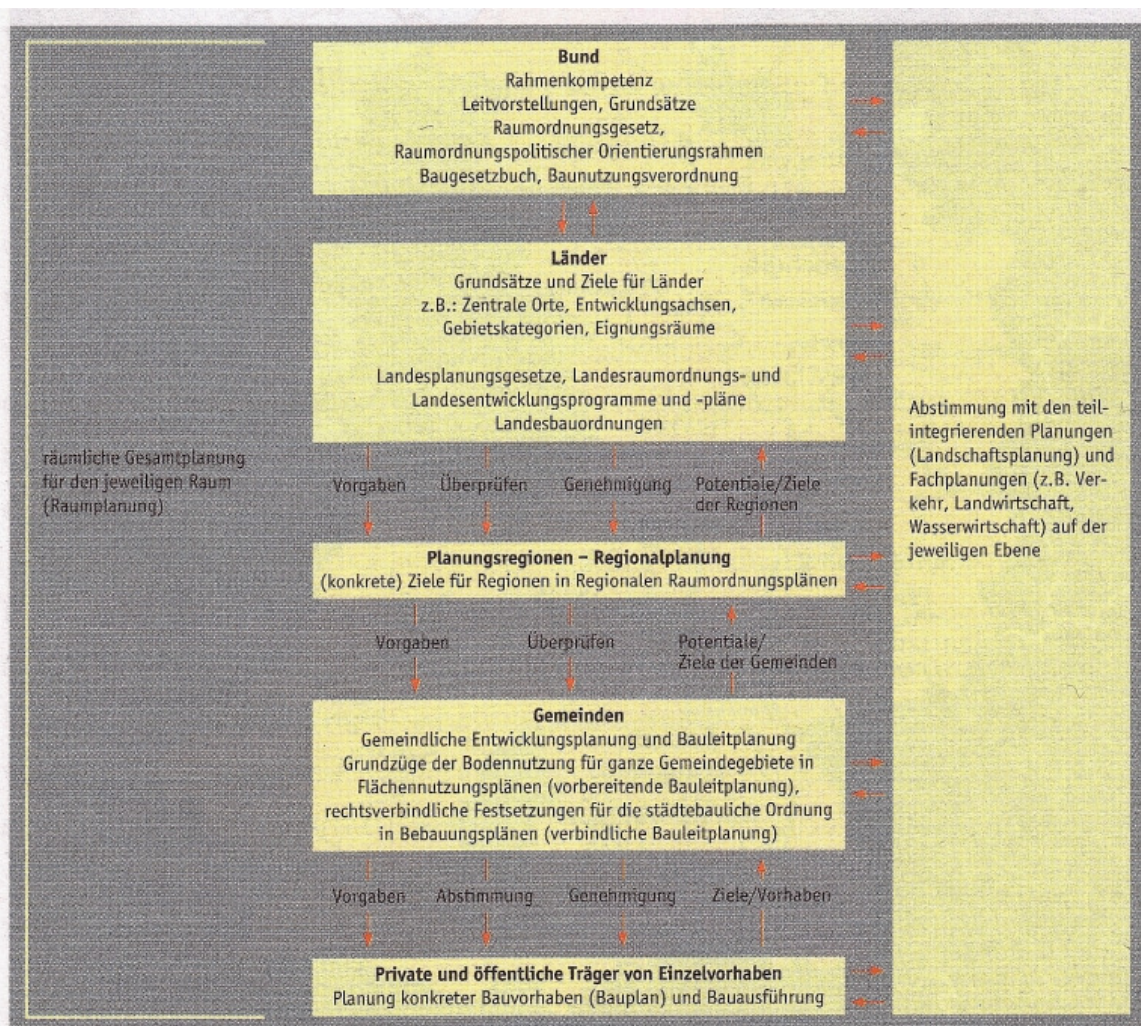 Bund
Rahmenkompetenz
Leitvorstellungen, Grundsätze
Raumordnungsgesetz,
Raumordnungspolitischer Orientierungsrahmen
Baugesetzbuch, Baunutzungsverordnung
Länder
Grundsätze und Ziele für Länder
z.B.: Zentrale Orte, Entwicklungsachsen,
Gebietskategorien, Eignungsräume
Landesplanungsgesetze, Landesraumordnungs- und
Landesentwicklungsprogramme und -pläne
Landesbauordnungen
räumliche Gesamtplanung
für den jeweiligen Raum
(Raumplanung)
Vorgaben Überprüfen Genehmigung Potentiale/Ziele
der Regionen
Planungsregionen – Regionalplanung
(konkrete) Ziele für Regionen in Regionalen Raumordnungsplänen
Vorgaben Überprüfen Potentiale/
Ziele der Gemeinden
Gemeinden
Gemeindliche Entwicklungsplanung und Bauleitplanung
Grundzüge der Bodennutzung für ganze Gemeindegebiete in
Flächennutzungsplänen (vorbereitende Bauleitplanung),
rechtsverbindliche Festsetzungen für die städtebauliche Ordnung
in Bebauungsplänen (verbindliche Bauleitplanung)
Vorgaben Abstimmung Genehmigung Ziele/Vorhaben
Private und öffentliche Träger von Einzelvorhaben
Planung konkreter Bauvorhaben (Bauplan) und Bauausführung
Abstimmung mit den teil-
integrierenden Planungen
(Landschaftsplanung) und
Fachplanungen (z.B. Ver-
kehr, Landwirtschaft,
Wasserwirtschaft) auf der
jeweiligen Ebene